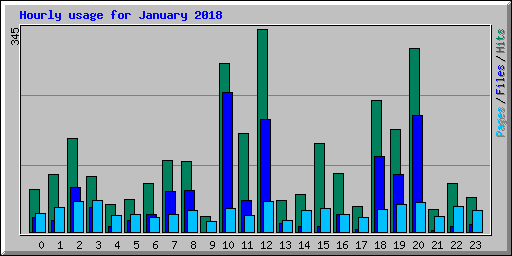 Hourly usage for January 2018
345
Pages / Files / Hits
0 1 2 3 4 5 6 7 8 9 10 11 12 13 14 15 16 17 18 19 20 21 22 23